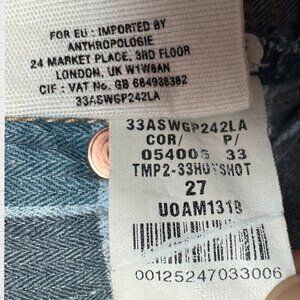 FOR EU: IMPORTED BY
ANTHROPOLOGIE
24 MARKET PLACE, 3RD FLOOR
LONDON, UK W1W8AN
CIF: VAT No. GB 684936382
33ASWGP242LA
33ASWGP242LA
COR/ P/
054006 33
TMP2-33HOTSHOT
27
UOAM1319
00125247033006